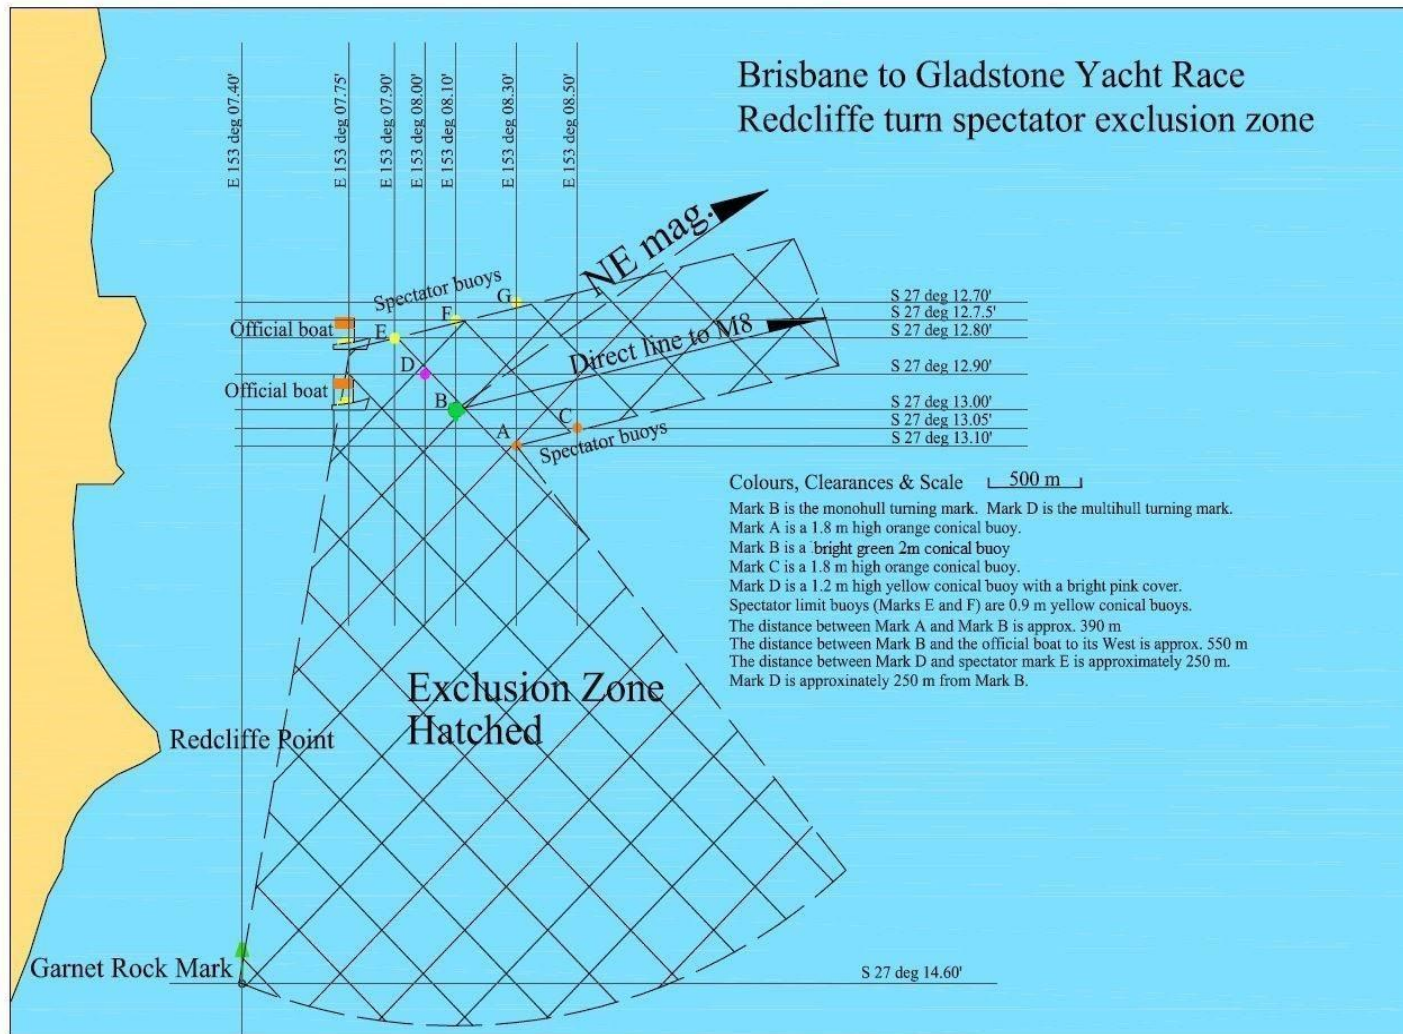 Brisbane to Gladstone Yacht Race
Redcliffe turn spectator exclusion zone
E 153 deg 07.40'
E 153 deg 07.75'
E 153 deg 07.90'
E 153 deg 08.00'
E 153 deg 08.10'
E 153 deg 08.30'
E 153 deg 08.50'
NE mag.
Spectator buoys
G
F
E
D
B
C
A
Official boat
Official boat
Direct line to M8
Spectator buoys
S 27 deg 12.70'
S 27 deg 12.7.5'
S 27 deg 12.80'
S 27 deg 12.90'
S 27 deg 13.00'
S 27 deg 13.05'
S 27 deg 13.10'
Colours, Clearances & Scale 500 m
Mark B is the monohull turning mark. Mark D is the multihull turning mark.
Mark A is a 1.8 m high orange conical buoy.
Mark B is a bright green 2m conical buoy
Mark C is a 1.8 m high orange conical buoy.
Mark D is a 1.2 m high yellow conical buoy with a bright pink cover.
Spectator limit buoys (Marks E and F) are 0.9 m yellow conical buoys.
The distance between Mark A and Mark B is approx. 390 m
The distance between Mark B and the official boat to its West is approx. 550 m
The distance between Mark D and spectator mark E is approximately 250 m.
Mark D is approxinately 250 m from Mark B.
Exclusion Zone
Hatched
Redcliffe Point
Garnet Rock Mark
S 27 deg 14.60'